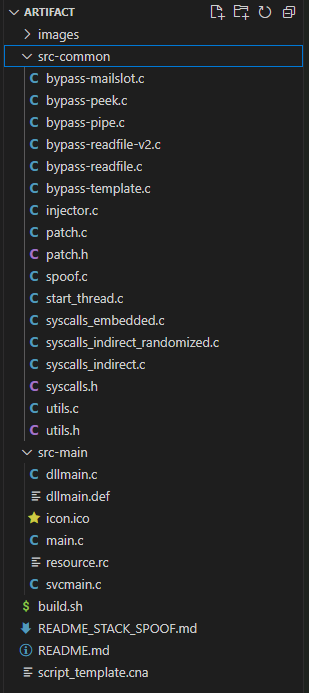 ARTIFACT
images
src-common
bypass-mailslot.c
bypass-peek.c
bypass-pipe.c
bypass-readfile-v2.c
bypass-readfile.c
bypass-template.c
injector.c
patch.c
patch.h
spoof.c
start_thread.c
syscalls_embedded.c
syscalls_indirect_randomized.c
syscalls_indirect.c
syscalls.h
utils.c
utils.h
src-main
dllmain.c
dllmain.def
icon.ico
main.c
resource.rc
svcmain.c
build.sh
README_STACK_SPOOF.md
README.md
script_template.cna